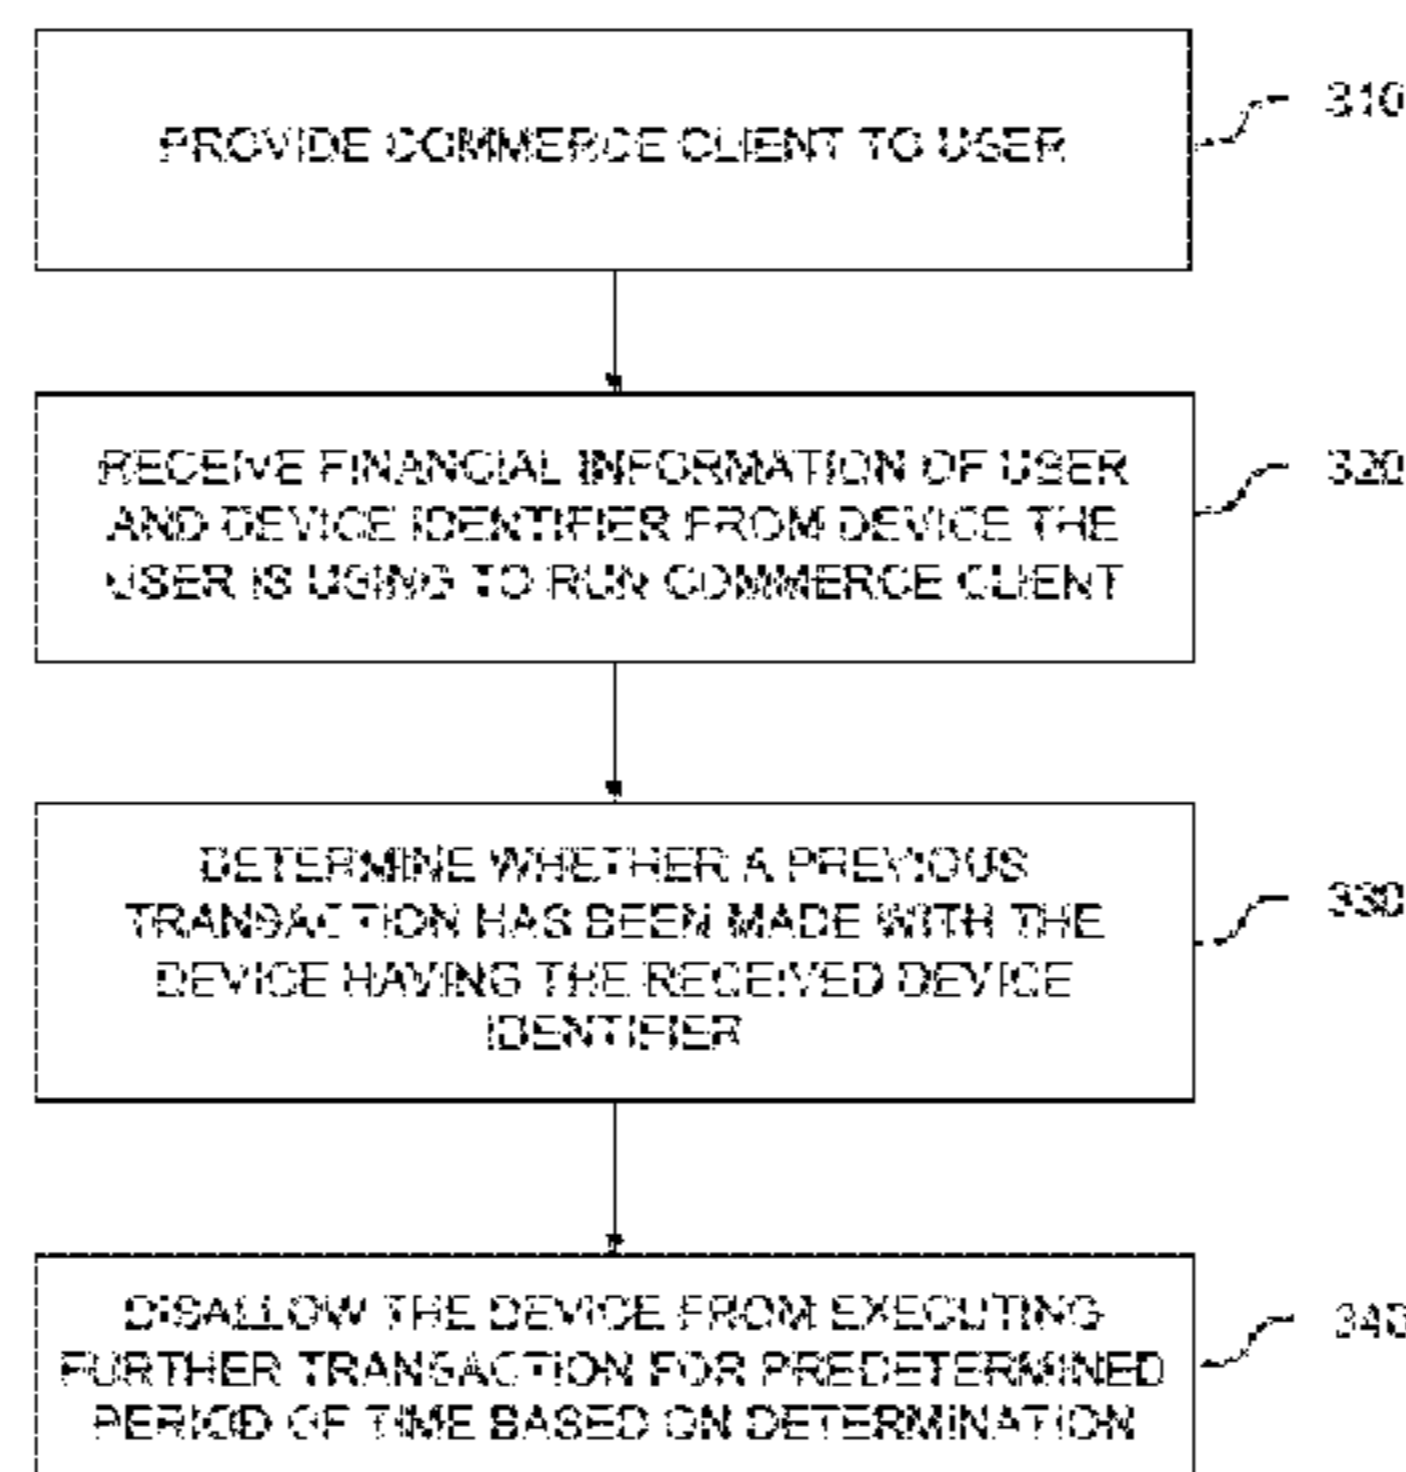 PROVIDE COMMERCE CLIENT TO USER
310
RECEIVE FINANCIAL INFORMATION OF USER
AND DEVICE IDENTIFIER FROM DEVICE THE
USER IS USING TO RUN COMMERCE CLIENT
320
DETERMINE WHETHER A PREVIOUS
TRANSACTION HAS BEEN MADE WITH THE
DEVICE HAVING THE RECEIVED DEVICE
IDENTIFIER
330
DISALLOW THE DEVICE FROM EXECUTING
FURTHER TRANSACTION FOR PREDETERMINED
PERIOD OF TIME BASED ON DETERMINATION
340